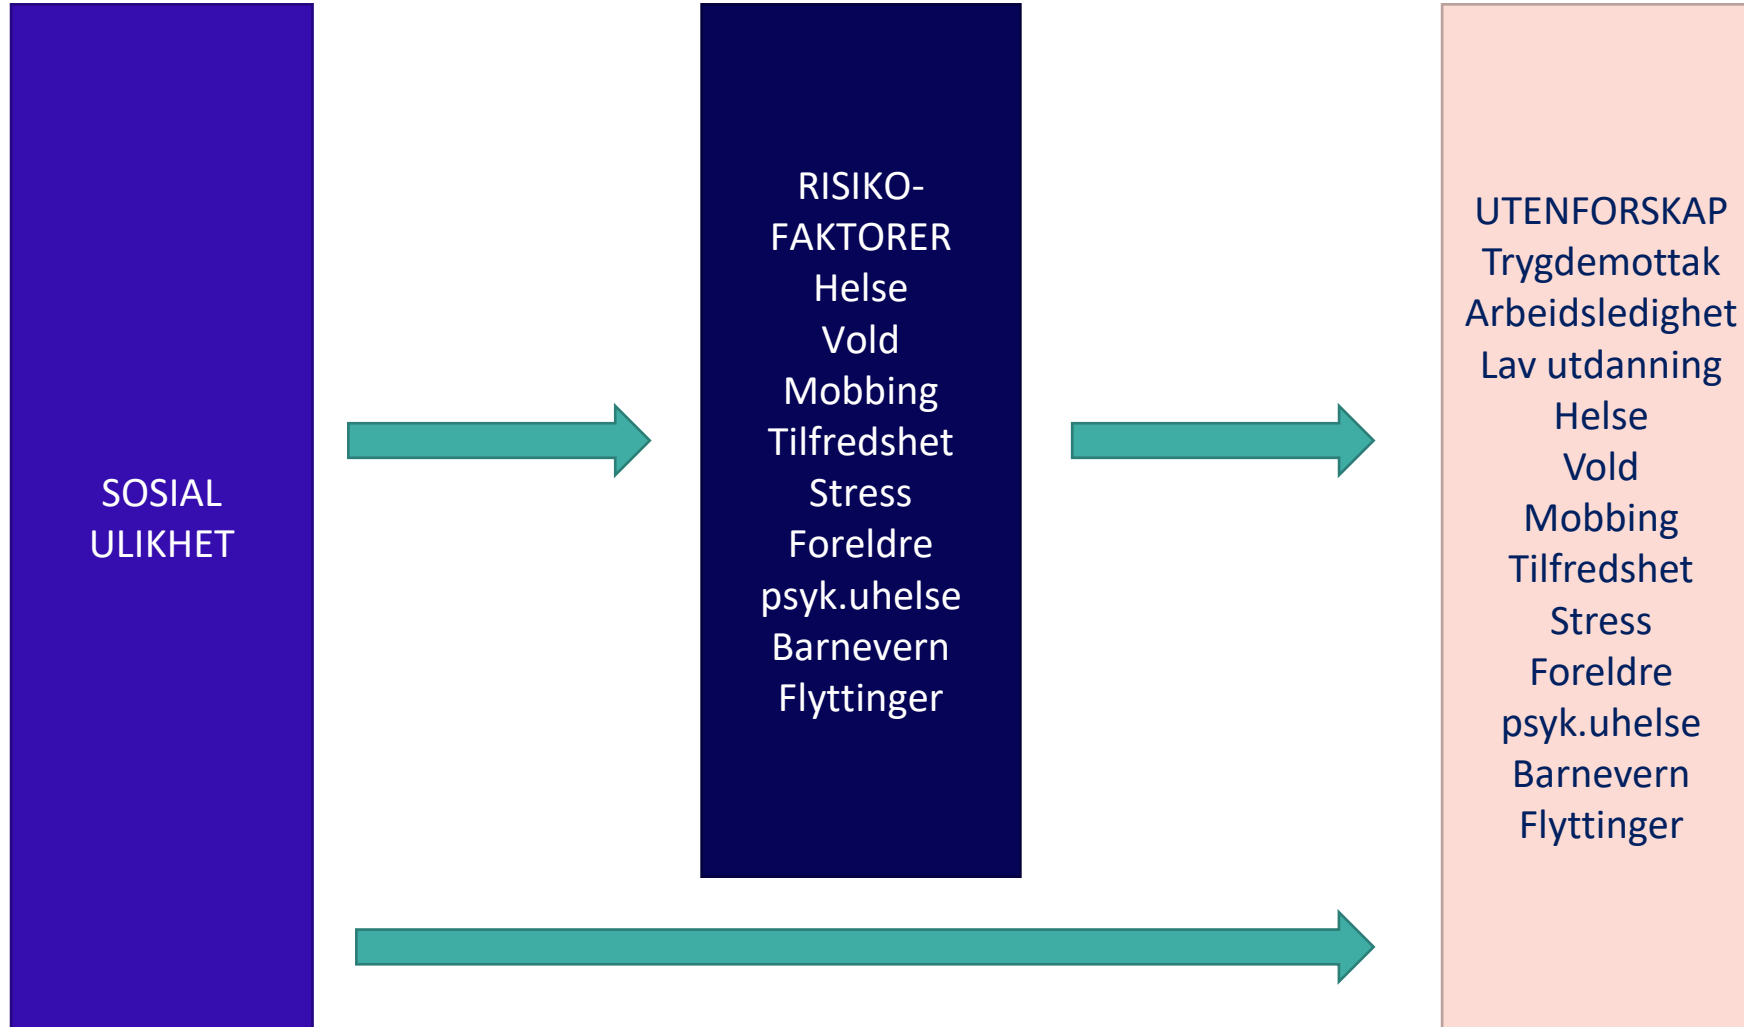 SOSIAL
ULIKHET
RISIKO-
FAKTORER
Helse
Vold
Mobbing
Tilfredshet
Stress
Foreldre
psyk.uhelse
Barnevern
Flyttinger
UTENFORSKAP
Trygdemottak
Arbeidsledighet
Lav utdanning
Helse
Vold
Mobbing
Tilfredshet
Stress
Foreldre
psyk.uhelse
Barnevern
Flyttinger